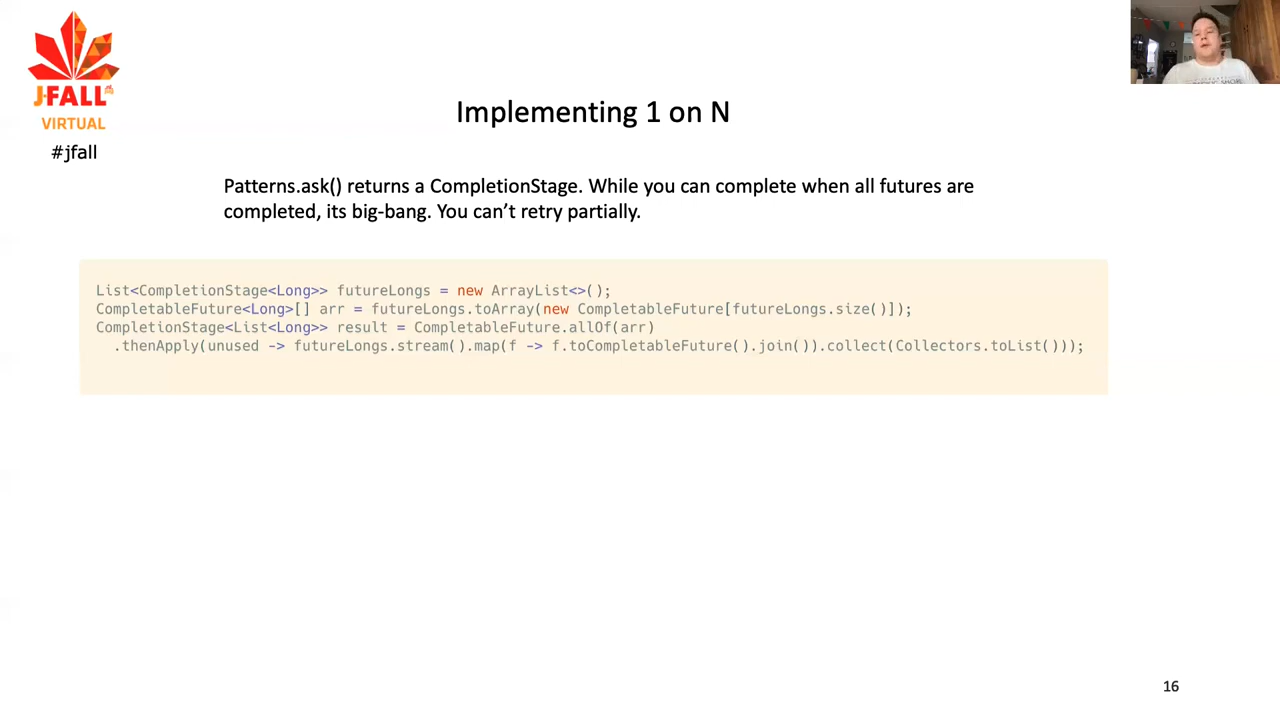 J-FALL
VIRTUAL
#jfall
Implementing 1 on N
Patterns.ask() returns a CompletionStage. While you can complete when all futures are
completed, its big-bang. You can’t retry partially.
List<CompletionStage<Long>> futureLongs = new ArrayList<>();
CompletableFuture<Long>[] arr = futureLongs.toArray(new CompletableFuture[futureLongs.size()]);
CompletionStage<List<Long>> result = CompletableFuture.allOf(arr)
.thenApply(unused -> futureLongs.stream().map(f -> f.toCompletableFuture().join()).collect(Collectors.toList()));
16